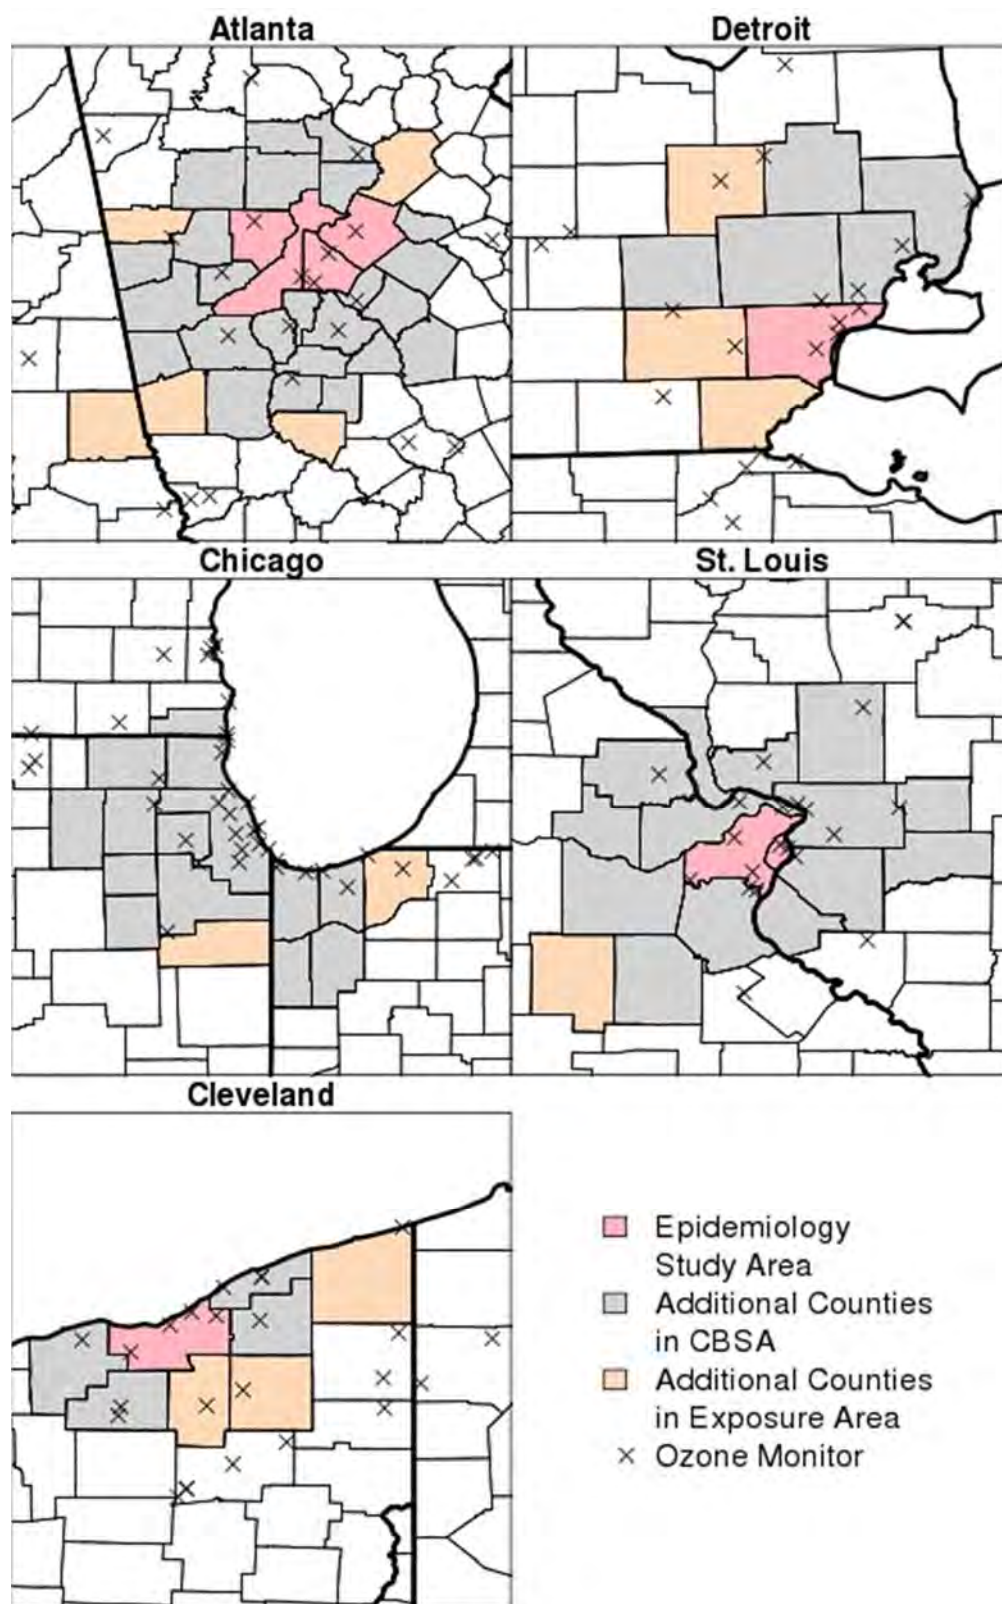 Atlanta
Detroit
Chicago
St. Louis
Cleveland
Epidemiology
Study Area
Additional Counties
in CBSA
Additional Counties
in Exposure Area
Ozone Monitor